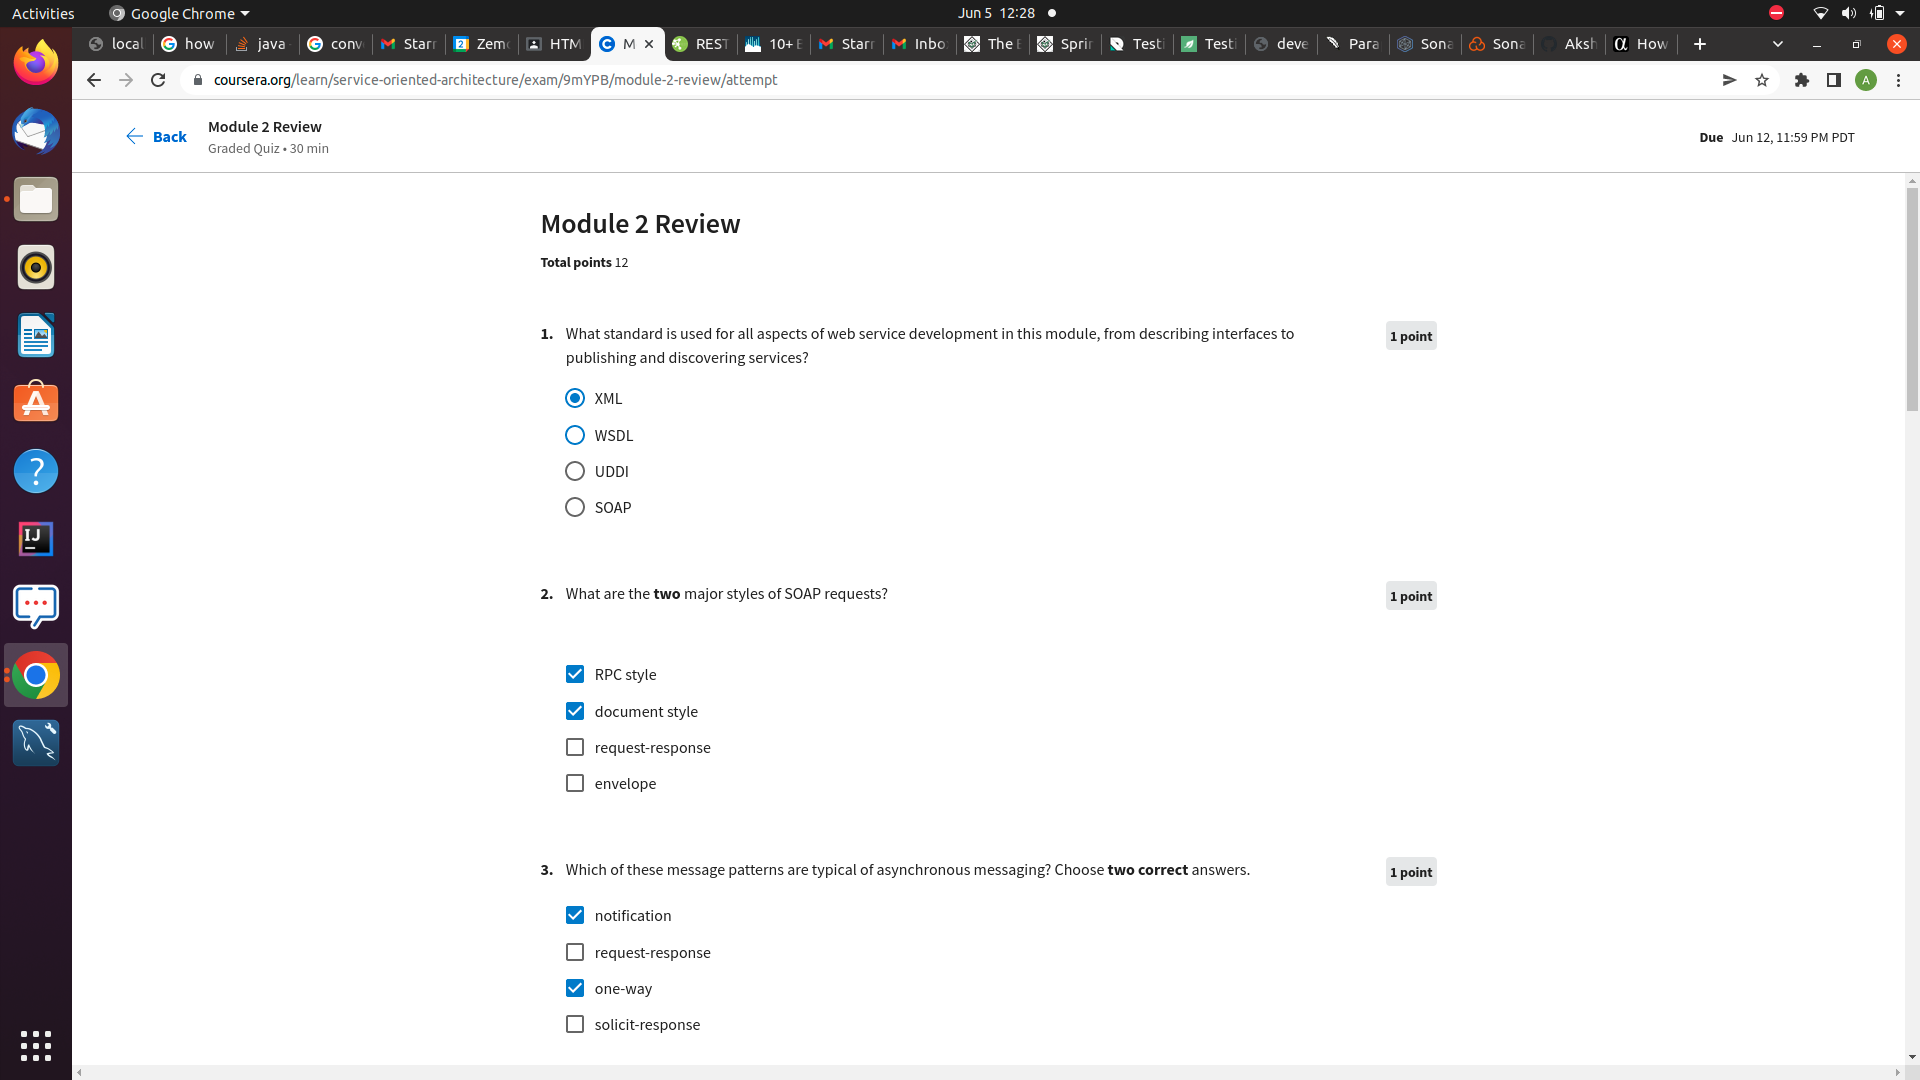 Activities
Google Chrome
Jun 5 12:28
local
how
java
conv
Starr
Zem
HTM
M
REST
10+ E
Starr
Inbo
The E
Sprin
Testi
Testi
deve
Para
Sona
Sona
Aksh
How
coursera.org/learn/service-oriented-architecture/exam/9mYPB/module-2-review/attempt
A
Back
Module 2 Review
Graded Quiz • 30 min
Due Jun 12, 11:59 PM PDT
Module 2 Review
Total points 12
1. What standard is used for all aspects of web service development in this module, from describing interfaces to
publishing and discovering services?
1 point
XML
WSDL
UDDI
SOAP
2. What are the two major styles of SOAP requests?
1 point
RPC style
document style
request-response
envelope
3. Which of these message patterns are typical of asynchronous messaging? Choose two correct answers.
1 point
notification
request-response
one-way
solicit-response